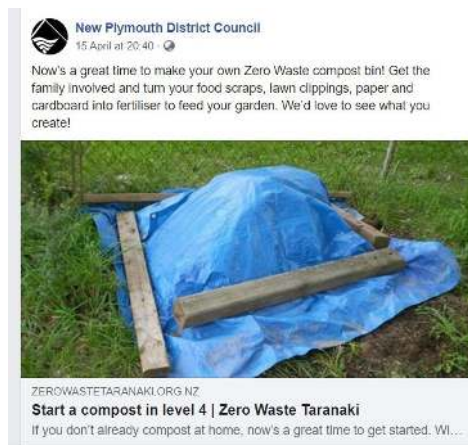 New Plymouth District Council
15 April at 20:40 ·
Now's a great time to make your own Zero Waste compost bin! Get the
family involved and turn your food scraps, lawn clippings, paper and
cardboard into fertiliser to feed your garden. We'd love to see what you
create!
ZEROWASTETARANAKI.ORG.NZ
Start a compost in level 4 | Zero Waste Taranaki
If you don't already compost at home, now's a great time to get started. Wi...